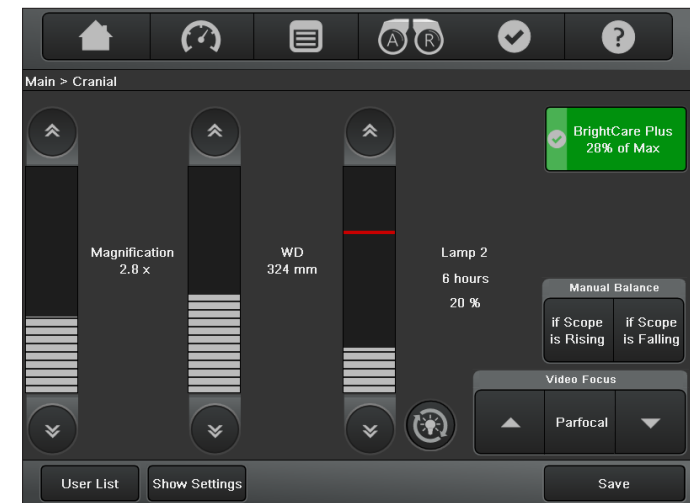 A R
?
Main > Cranial
BrightCare Plus
28% of Max
Magnification
2.8 x
WD
324 mm
Lamp 2
6 hours
20 %
Manual Balance
if Scope
is Rising
if Scope
is Falling
Video Focus
Parfocal
User List
Show Settings
Save